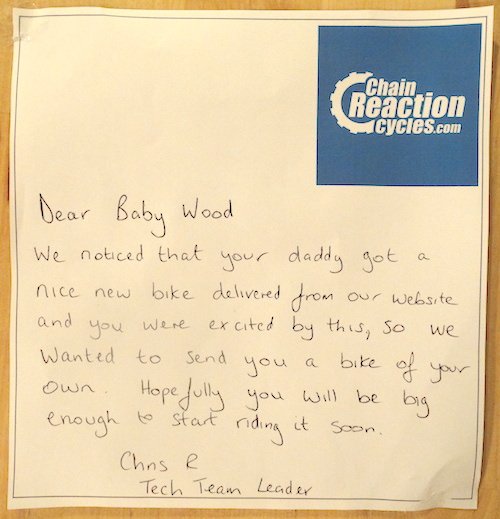 Chain
Reaction
Cycles.com
Dear Baby Wood
We noticed that your daddy got a
nice new bike delivered from our website
and you were excited by this, so we
wanted to send you a bike of your
own. Hopefully you will be big
enough to start riding it soon.
Chris R
Tech Team Leader